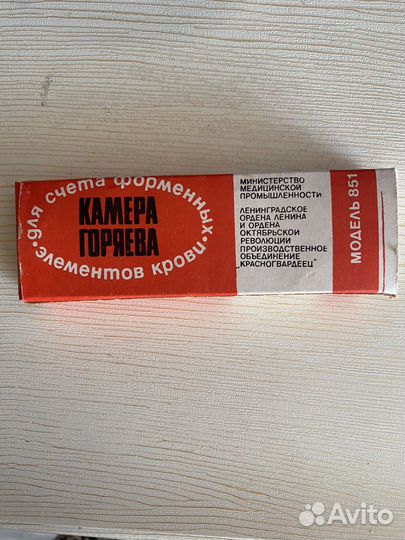 для счета форменных
КАМЕРА
ГОРЯЕВА
•элементов крови•
МИНИСТЕРСТВО
МЕДИЦИНСКОЙ
ПРОМЫШЛЕННОСТИ
ЛЕНИНГРАДСКОЕ
ОРДЕНА ЛЕНИНА
И ОРДЕНА
ОКТЯБРЬСКОЙ
РЕВОЛЮЦИИ
ПРОИЗВОДСТВЕННОЕ
ОБЪЕДИНЕНИЕ
„КРАСНОГВАРДЕЕЦ"
МОДЕЛЬ 851
Avito